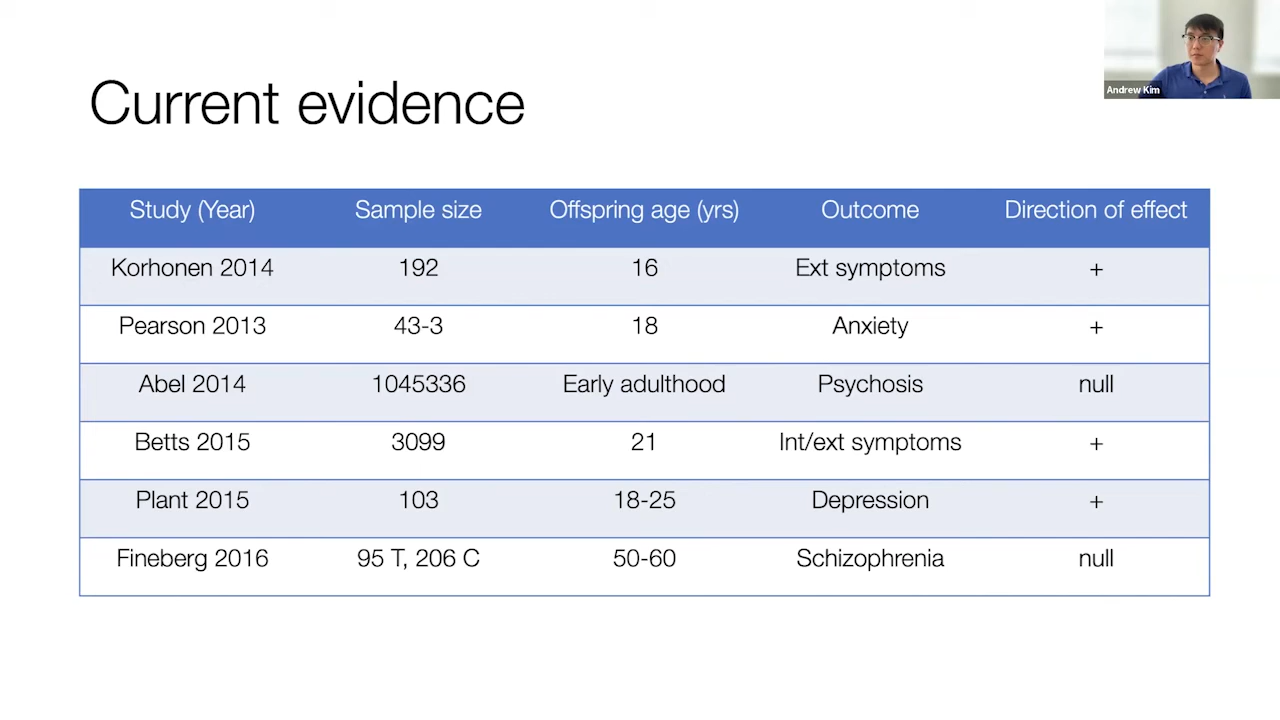 Andrew Kim
Current evidence
Study (Year) Sample size Offspring age (yrs) Outcome Direction of effect
Korhonen 2014 192 16 Ext symptoms +
Pearson 2013 43-3 18 Anxiety +
Abel 2014 1045336 Early adulthood Psychosis null
Betts 2015 3099 21 Int/ext symptoms +
Plant 2015 103 18-25 Depression +
Fineberg 2016 95 T, 206 C 50-60 Schizophrenia null